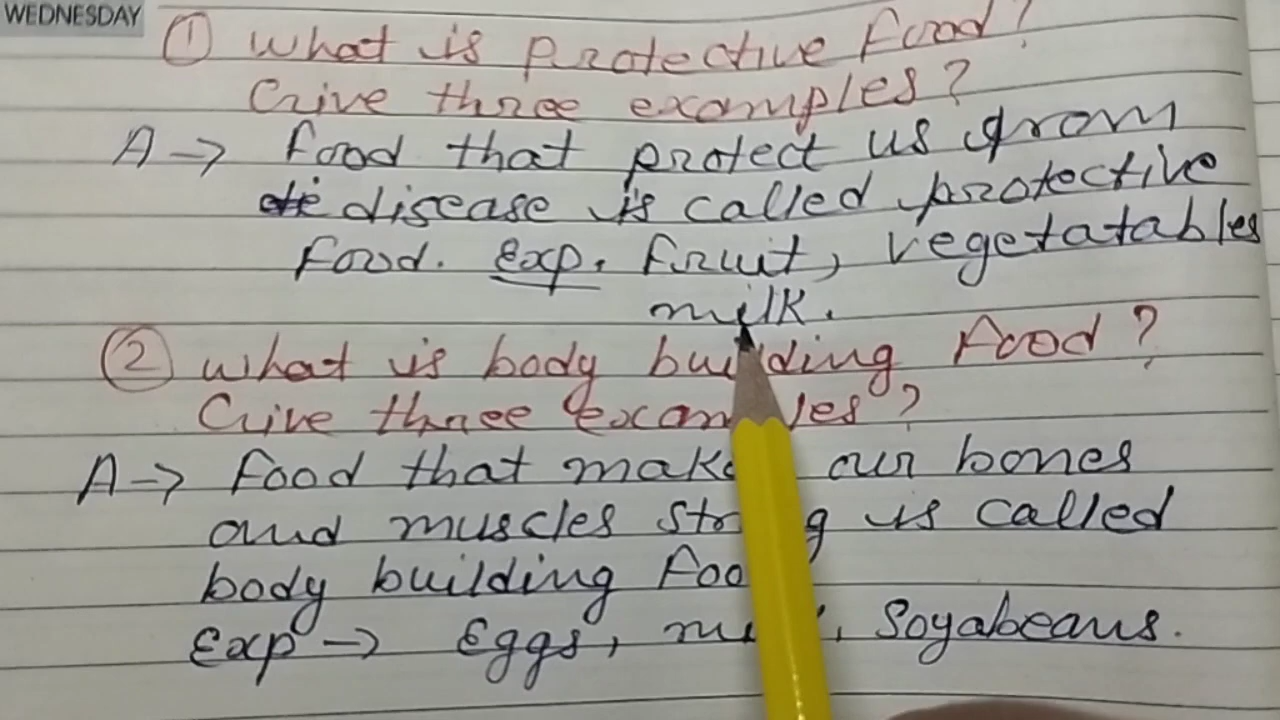 WEDNESDAY
① What is protective food?
Give three examples?
A → food that protect us from
disease is called protective
food. Exp. fruit, vegetatables
milk.
② What is body building food?
Give three examples?
A → food that make our bones
and muscles strong is called
body building food
Exp → Eggs, Soyabeans.